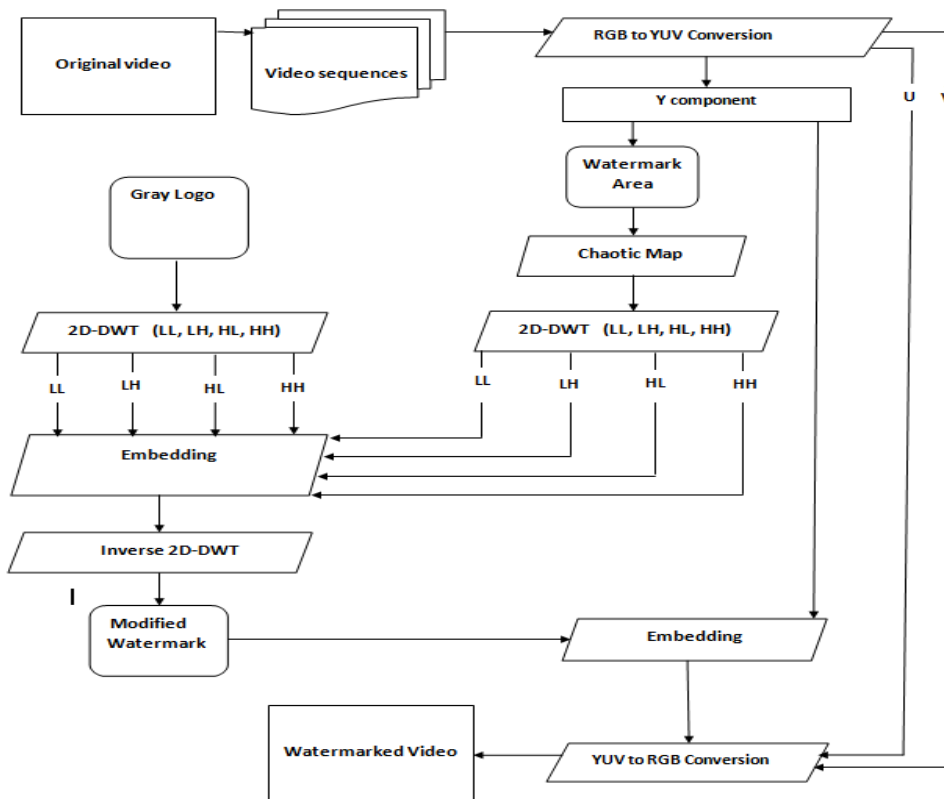 Original video
Video sequences
RGB to YUV Conversion
Y component
U
V
Watermark
Area
Gray Logo
Chaotic Map
2D-DWT (LL, LH, HL, HH)
2D-DWT (LL, LH, HL, HH)
LL
LH
HL
HH
LL
LH
HL
HH
Embedding
Inverse 2D-DWT
Modified
Watermark
Embedding
Watermarked Video
YUV to RGB Conversion